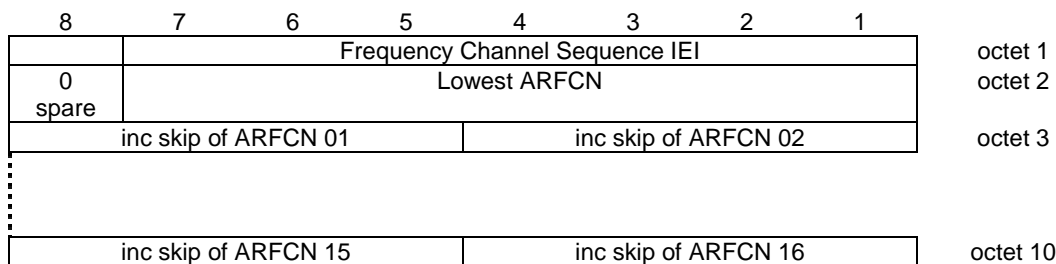 8 7 6 5 4 3 2 1
Frequency Channel Sequence IEI octet 1
0 Lowest ARFCN octet 2
spare
inc skip of ARFCN 01 inc skip of ARFCN 02 octet 3
inc skip of ARFCN 15 inc skip of ARFCN 16 octet 10